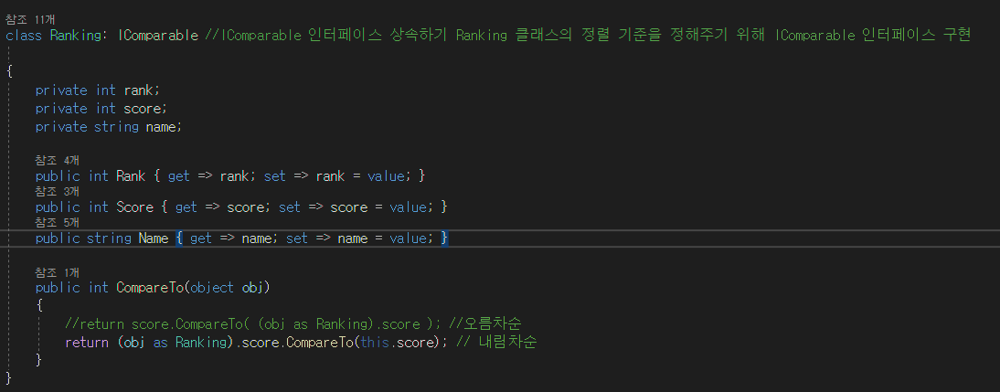 참조 11개
class Ranking: IComparable //IComparable 인터페이스 상속하기 Ranking 클래스의 정렬 기준을 정해주기 위해 IComparable 인터페이스 구현
{
private int rank;
private int score;
private string name;
참조 4개
public int Rank { get => rank; set => rank = value; }
참조 3개
public int Score { get => score; set => score = value; }
참조 5개
public string Name { get => name; set => name = value; }
참조 1개
public int CompareTo(object obj)
{
//return score.CompareTo( (obj as Ranking).score ); //오름차순
return (obj as Ranking).score.CompareTo(this.score); // 내림차순
}
}